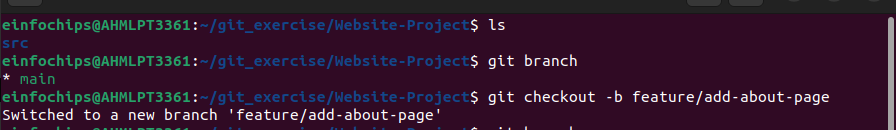 einfochips@AHMLPT3361:~/git_exercise/Website-Project$ ls
src
einfochips@AHMLPT3361:~/git_exercise/Website-Project$ git branch
* main
einfochips@AHMLPT3361:~/git_exercise/Website-Project$ git checkout -b feature/add-about-page
Switched to a new branch 'feature/add-about-page'